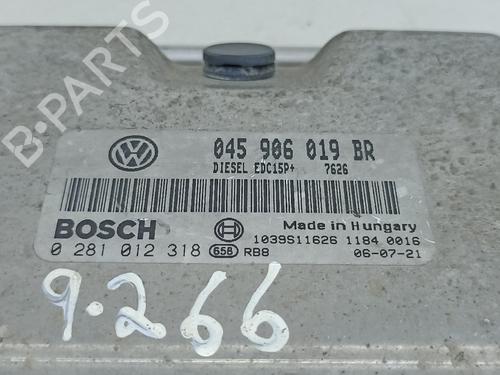 B-PARTS
045 906 019 BR
DIESEL EDC15P+ 7626
BOSCH
Made in Hungary
0 281 012 318 658 RB8
1039S11626 1184 0016
06-07-21
9.266